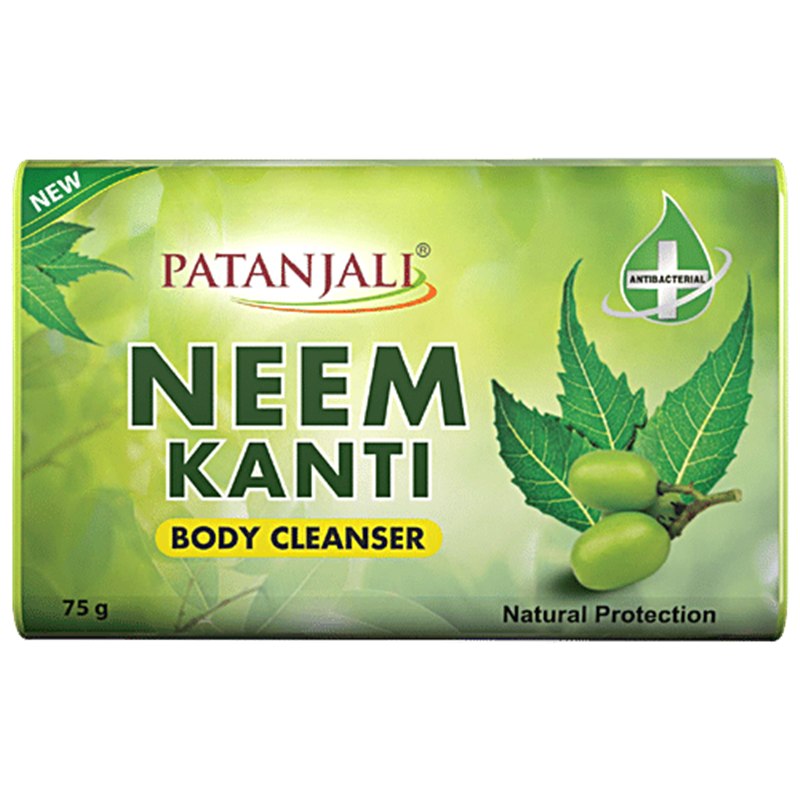 NEW
PATANJALI®
ANTIBACTERIAL
NEEM
KANTI
BODY CLEANSER
75 g
Natural Protection